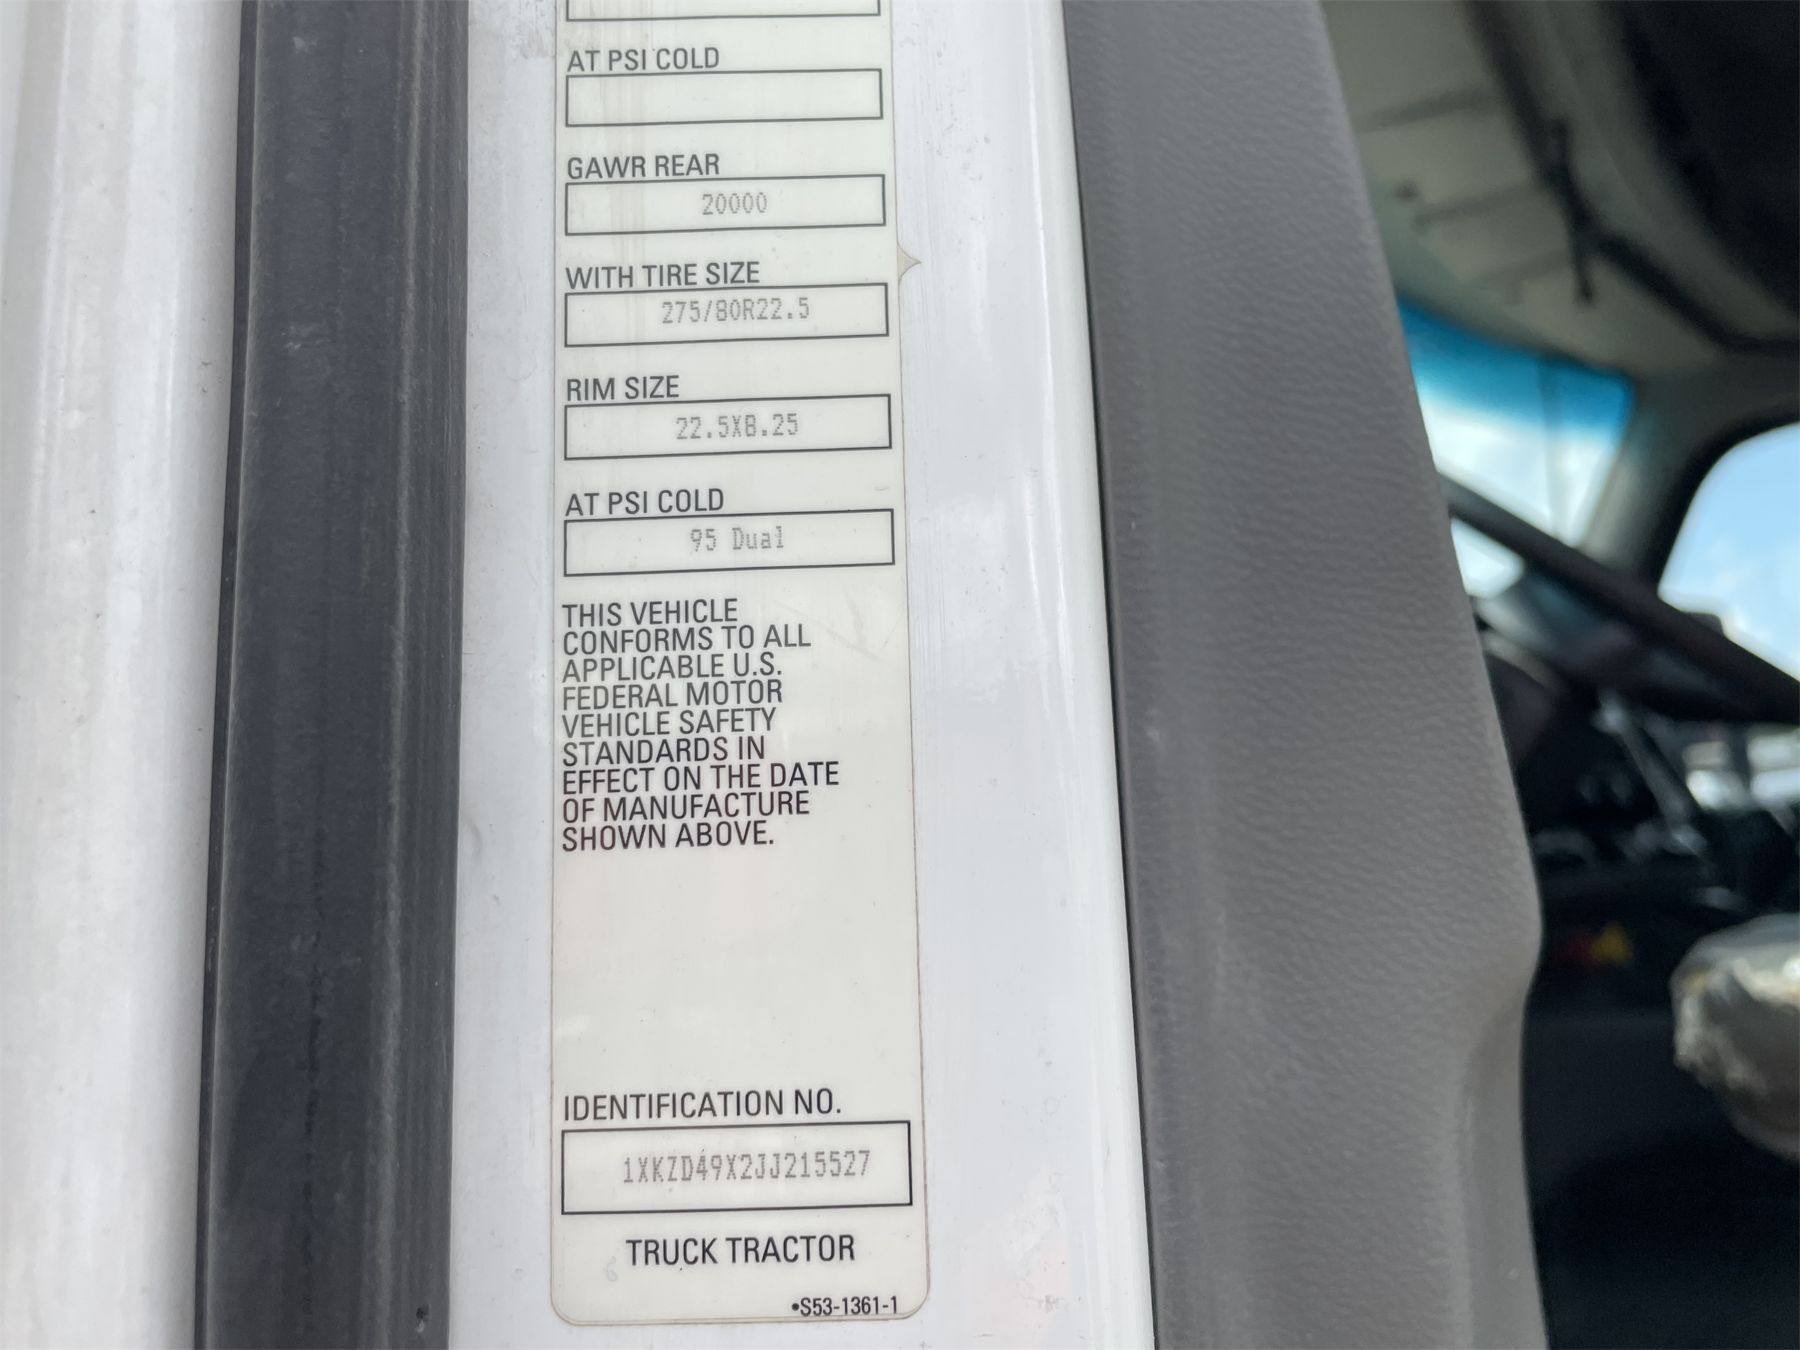 AT PSI COLD
GAWR REAR
20000
WITH TIRE SIZE
275/80R22.5
RIM SIZE
22.5X8.25
AT PSI COLD
95 Dual
THIS VEHICLE
CONFORMS TO ALL
APPLICABLE U.S.
FEDERAL MOTOR
VEHICLE SAFETY
STANDARDS IN
EFFECT ON THE DATE
OF MANUFACTURE
SHOWN ABOVE.
IDENTIFICATION NO.
1XKZD49X2JJ215527
TRUCK TRACTOR
•S53-1361-1